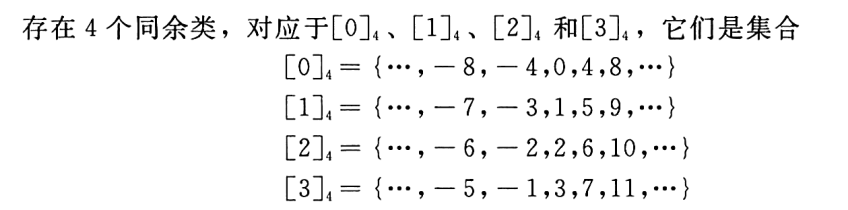 存在 4 个同余类，对应于[0]₄、[1]₄、[2]₄ 和[3]₄，它们是集合
[0]₄＝{…，－8，－4,0,4,8,…}
[1]₄＝{…，－7，－3,1,5,9,…}
[2]₄＝{…，－6，－2,2,6,10,…}
[3]₄＝{…，－5，－1,3,7,11,…}